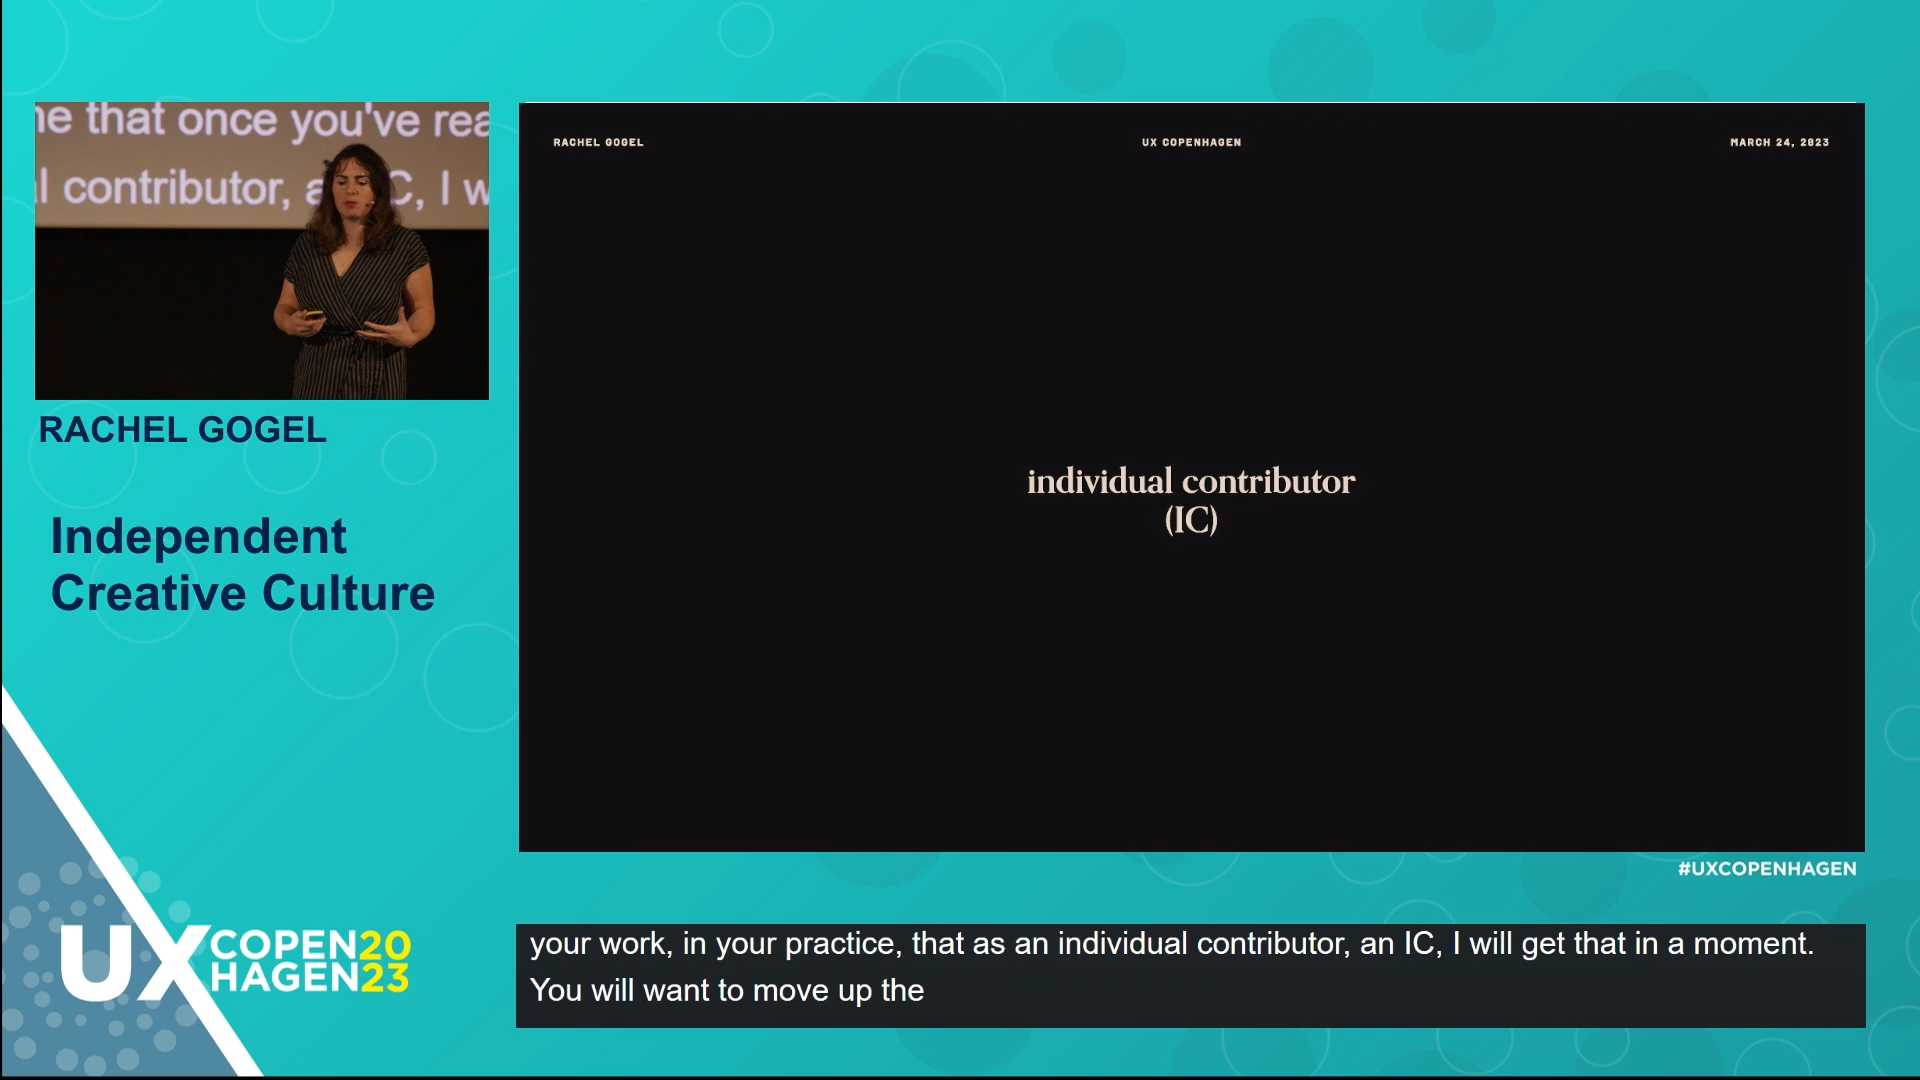 ne that once you've rea
l contributor, a C, I w
RACHEL GOGEL
Independent
Creative Culture
RACHEL GOGEL
UX COPENHAGEN
MARCH 24, 2023
individual contributor
(IC)
#UXCOPENHAGEN
your work, in your practice, that as an individual contributor, an IC, I will get that in a moment.
You will want to move up the
UX COPEN20
HAGEN23